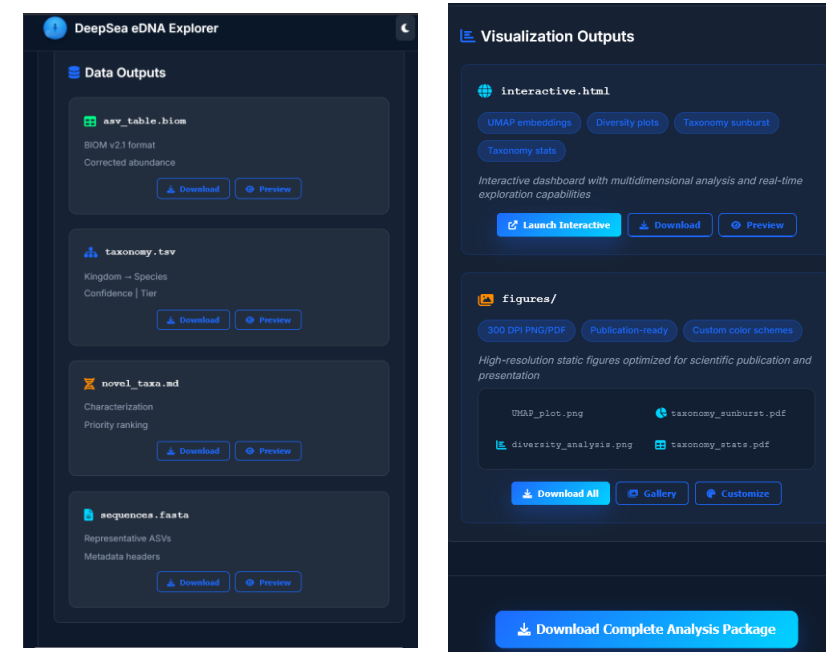 DeepSea eDNA Explorer
Data Outputs
asv_table.biom
BIOM v2.1 format
Corrected abundance
Download Preview
taxonomy.tsv
Kingdom → Species
Confidence | Tier
Download Preview
novel_taxa.md
Characterization
Priority ranking
Download Preview
sequences.fasta
Representative ASVs
Metadata headers
Download Preview
Visualization Outputs
interactive.html
UMAP embeddings Diversity plots Taxonomy sunburst
Taxonomy stats
Interactive dashboard with multidimensional analysis and real-time
exploration capabilities
Launch Interactive Download Preview
figures/
300 DPI PNG/PDF Publication-ready Custom color schemes
High-resolution static figures optimized for scientific publication and
presentation
UMAP_plot.png taxonomy_sunburst.pdf
diversity_analysis.png taxonomy_stats.pdf
Download All Gallery Customize
Download Complete Analysis Package